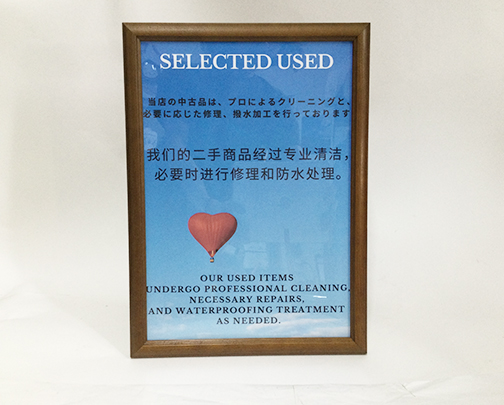 SELECTED USED
当店の中古品は、プロによるクリーニングと、
必要に応じた修理、撥水加工を行っております
我们的二手商品经过专业清洁，
必要时进行修理和防水处理。
OUR USED ITEMS
UNDERGO PROFESSIONAL CLEANING,
NECESSARY REPAIRS,
AND WATERPROOFING TREATMENT
AS NEEDED.